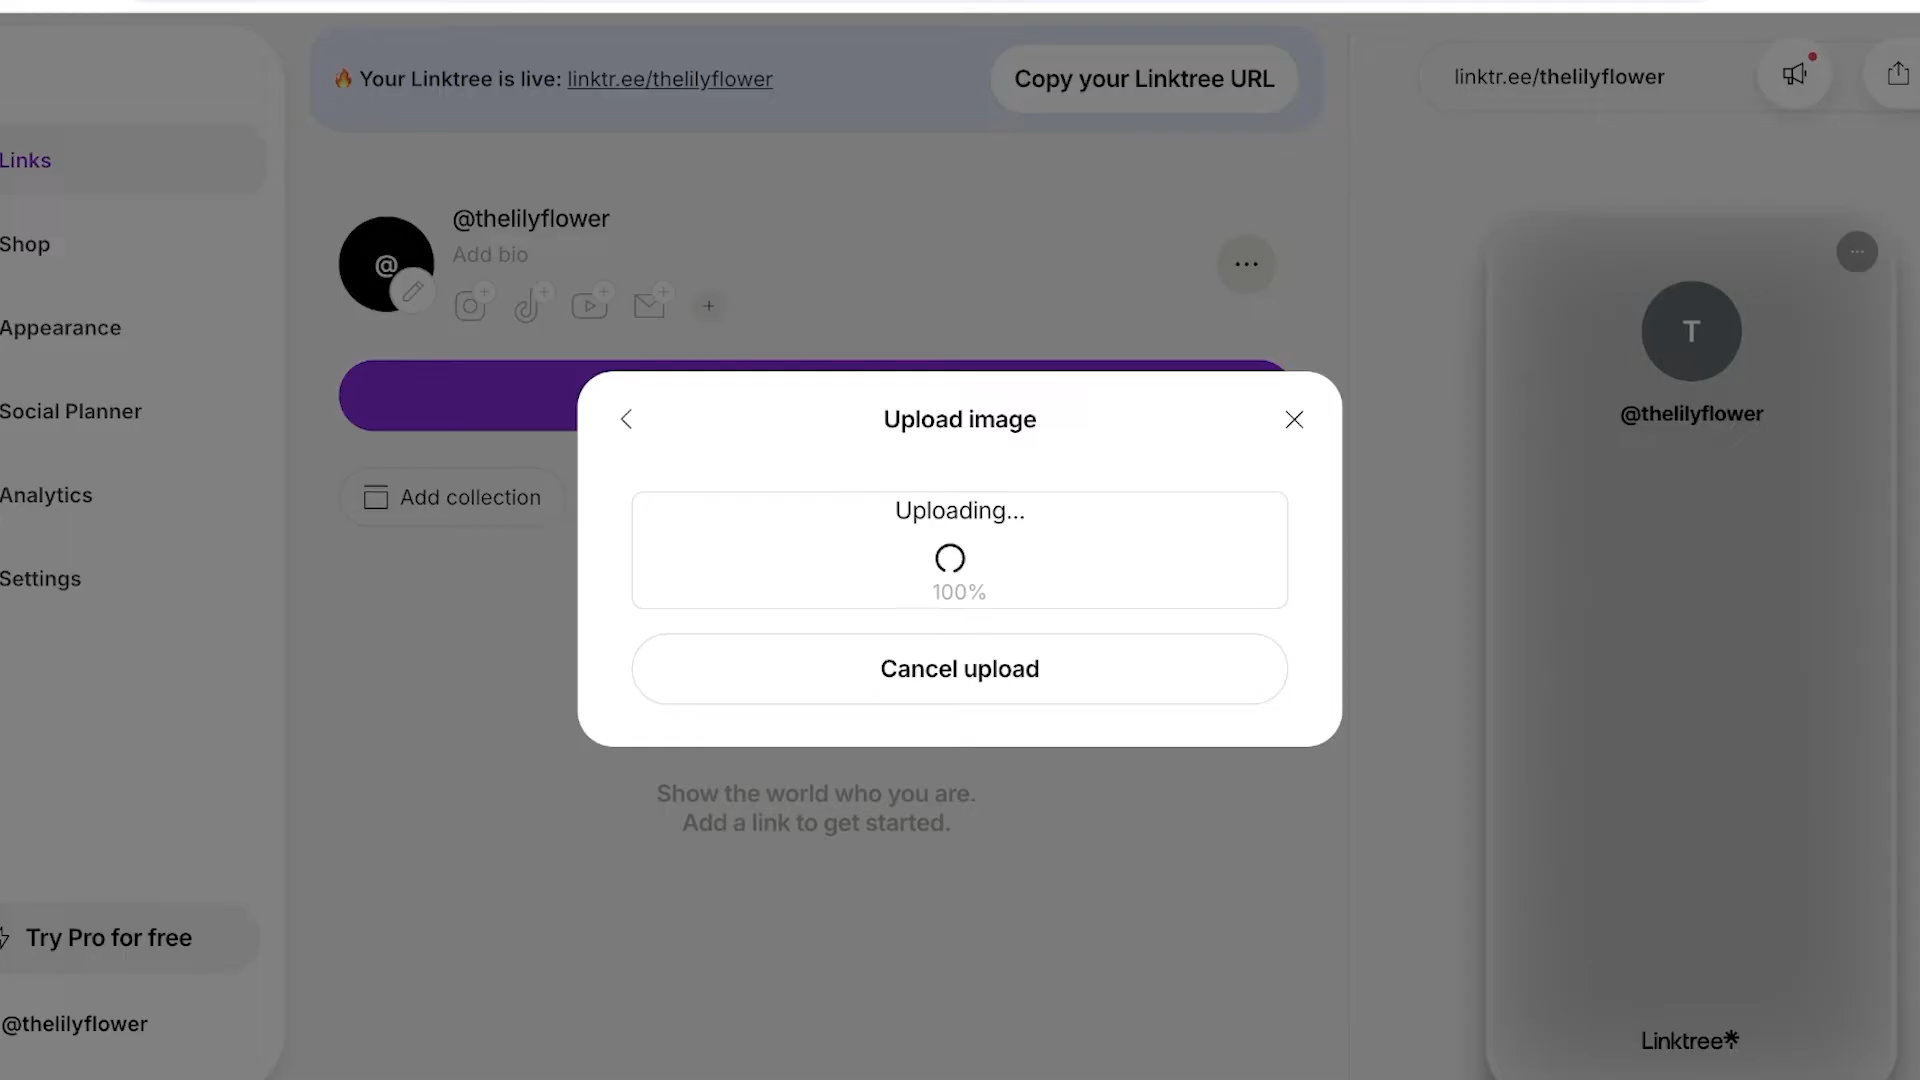 🔥 Your Linktree is live: linktr.ee/thelilyflower
Copy your Linktree URL
linktr.ee/thelilyflower
Links
Shop
Appearance
Social Planner
Analytics
Settings
Try Pro for free
@thelilyflower
@
@thelilyflower
Add bio
Add collection
Upload image
Uploading...
100%
Cancel upload
Show the world who you are.
Add a link to get started.
T
@thelilyflower
Linktree